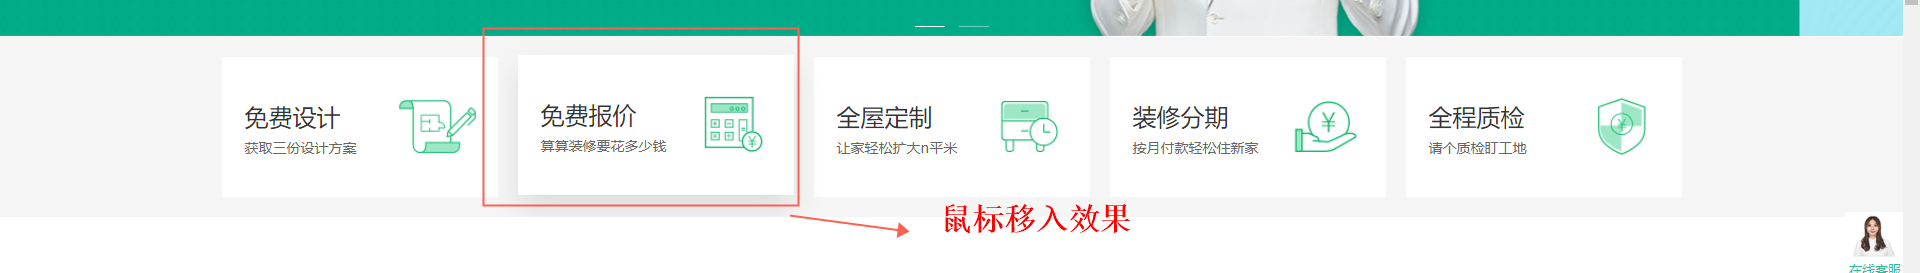 免费设计
获取三份设计方案
免费报价
算算装修要花多少钱
全屋定制
让家轻松扩大n平米
装修分期
按月付款轻松住新家
全程质检
请个质检盯工地
鼠标移入效果
在线客服